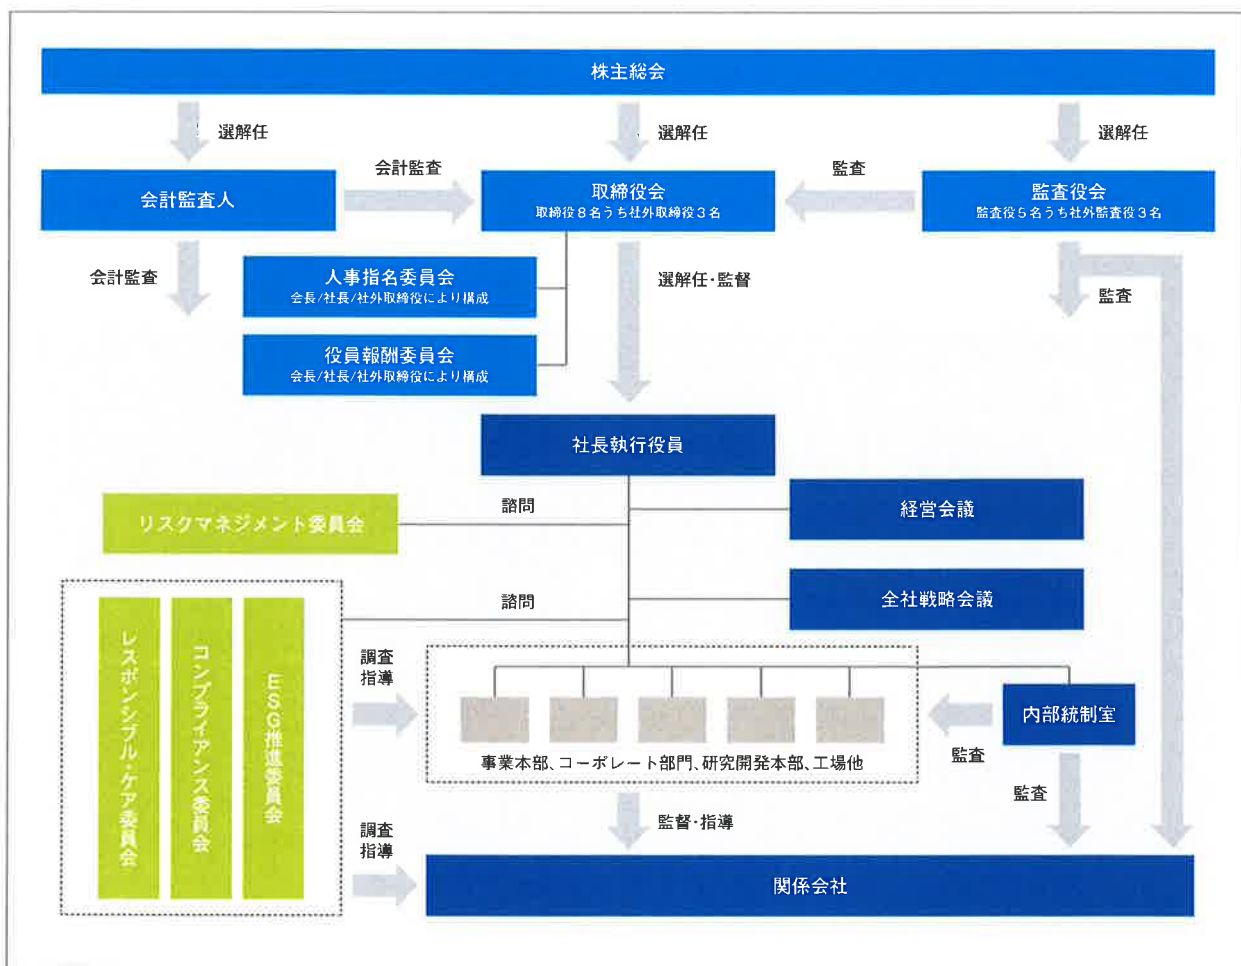 株主総会
選解任
選解任
選解任
会計監査人
会計監査
取締役会
取締役8名うち社外取締役3名
監査
監査役会
監査役5名うち社外監査役3名
会計監査
人事指名委員会
会長/社長/社外取締役により構成
選解任・監督
監査
役員報酬委員会
会長/社長/社外取締役により構成
社長執行役員
リスクマネジメント委員会
諮問
経営会議
諮問
全社戦略会議
レスポンシブル・ケア委員会
コンプライアンス委員会
ESG推進委員会
調査
指導
事業本部、コーポレート部門、研究開発本部、工場他
内部統制室
監査
監査
監督・指導
調査
指導
関係会社